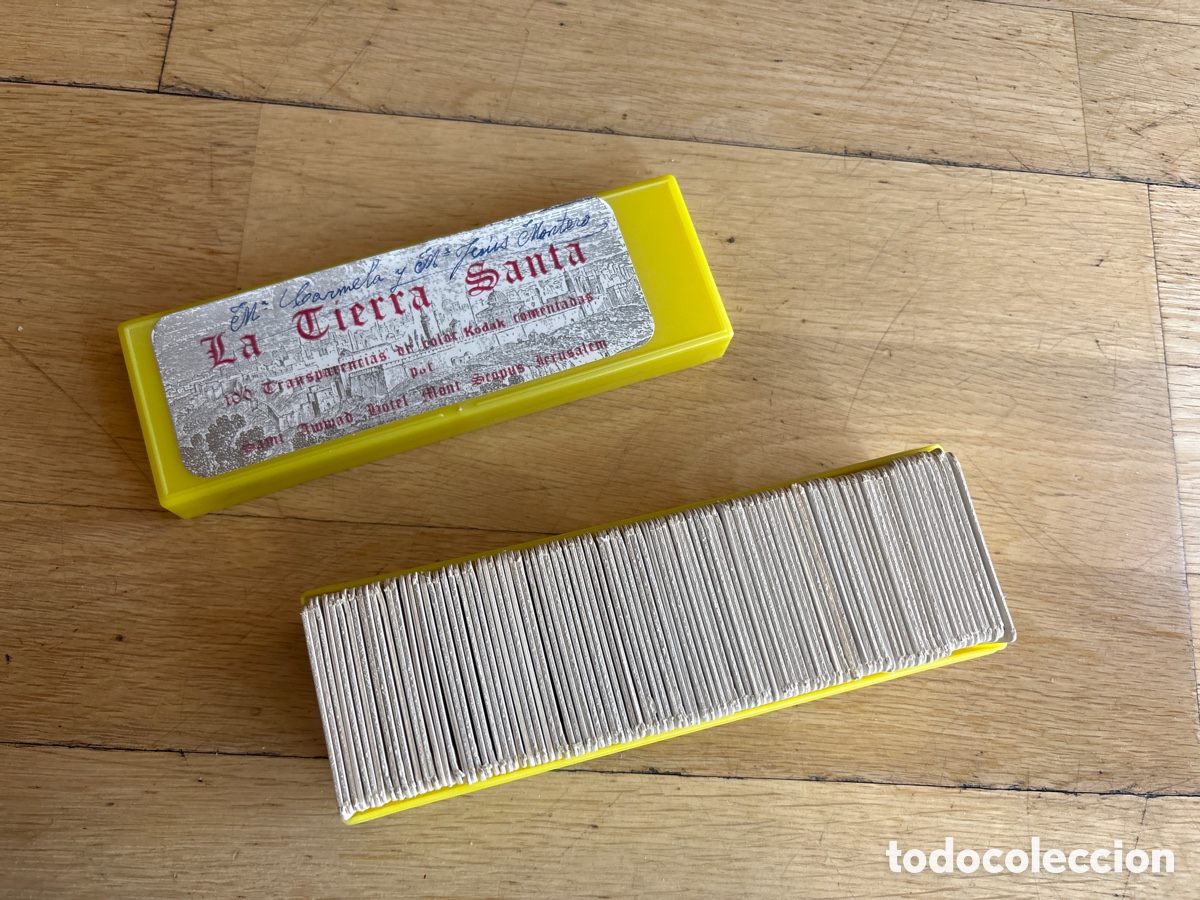 Mª Carmela y Mª Jesús Montero
La Tierra Santa
100 Transparencias de color Kodak comentadas
Por
Sami Awwad Hotel Mont Scopus Jerusalem
todocoleccion